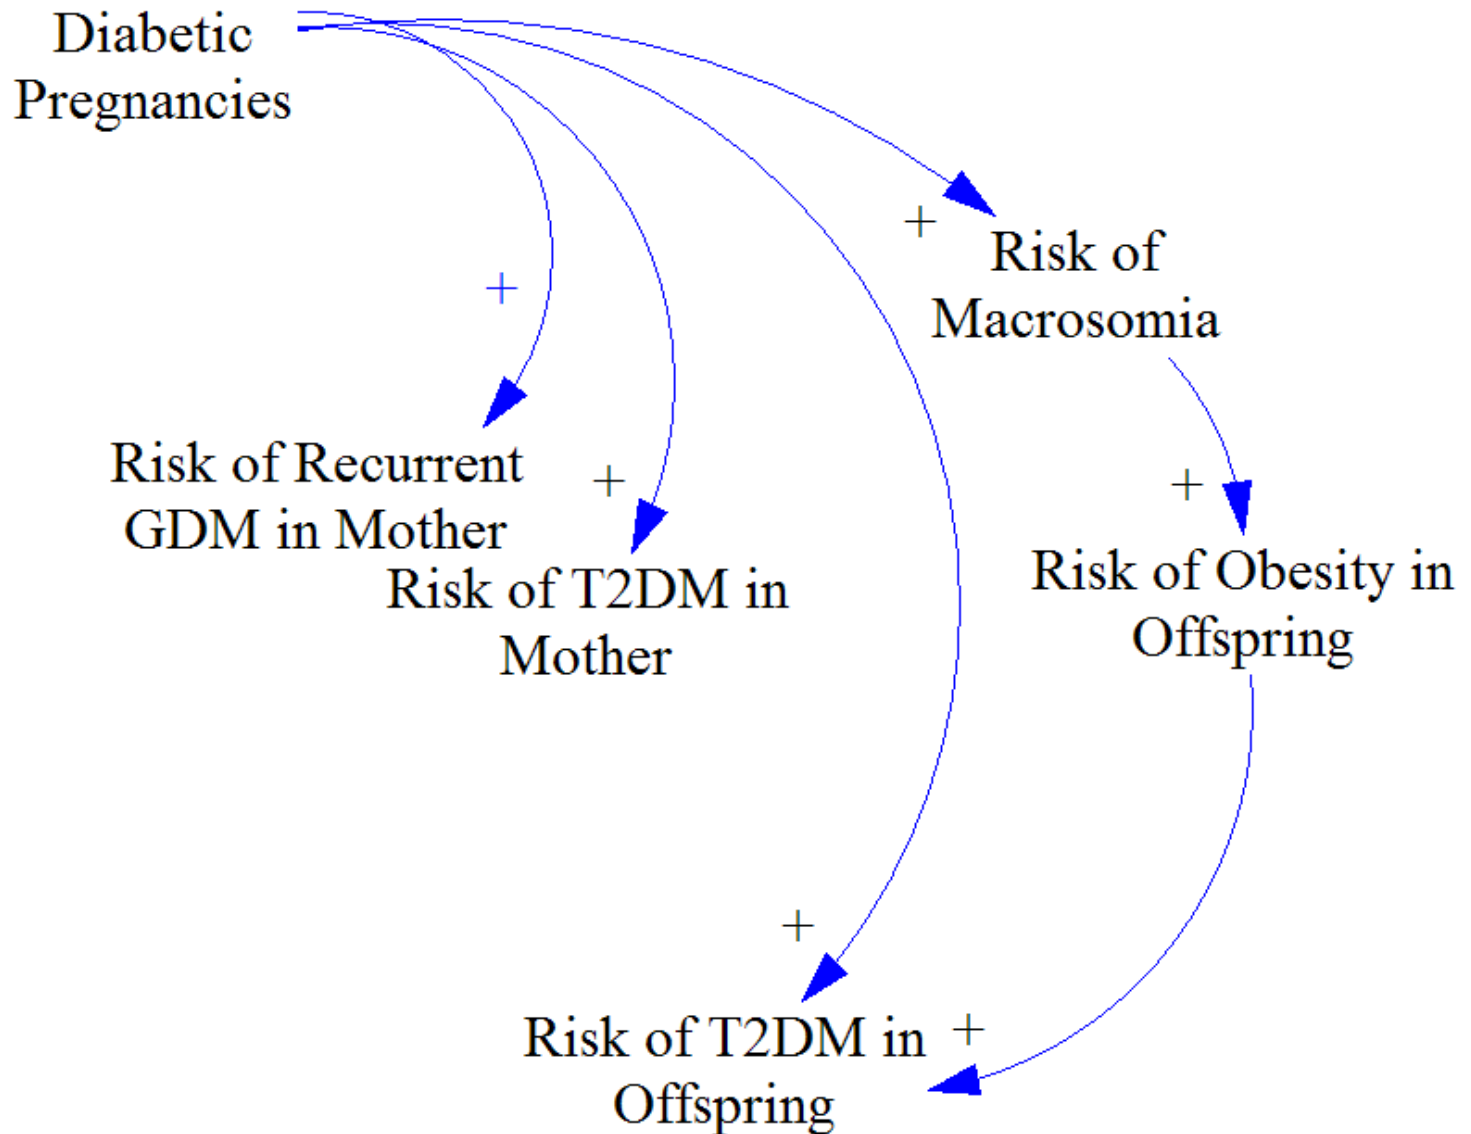 Diabetic
Pregnancies
+
Risk of
Macrosomia
+
Risk of Recurrent
GDM in Mother
+
Risk of T2DM in
Mother
+
Risk of Obesity in
Offspring
+
Risk of T2DM in
Offspring
+